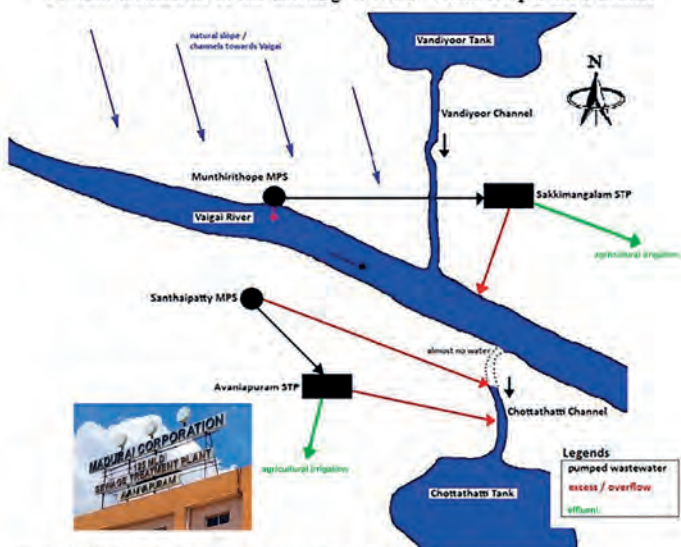 Vandiyoor Tank
natural slope /
channels towards Vaigai
N
Vandiyoor Channel
Munthirithope MPS
Sakkimangalam STP
Vaigai River
agricultural irrigation
Santhaipatty MPS
almost no water
Avaniapuram STP
Chottathatti Channel
MADURAI CORPORATION
SEWAGE TREATMENT PLANT
agricultural irrigation
Chottathatti Tank
Legends
pumped wastewater
excess / overflow
effluent